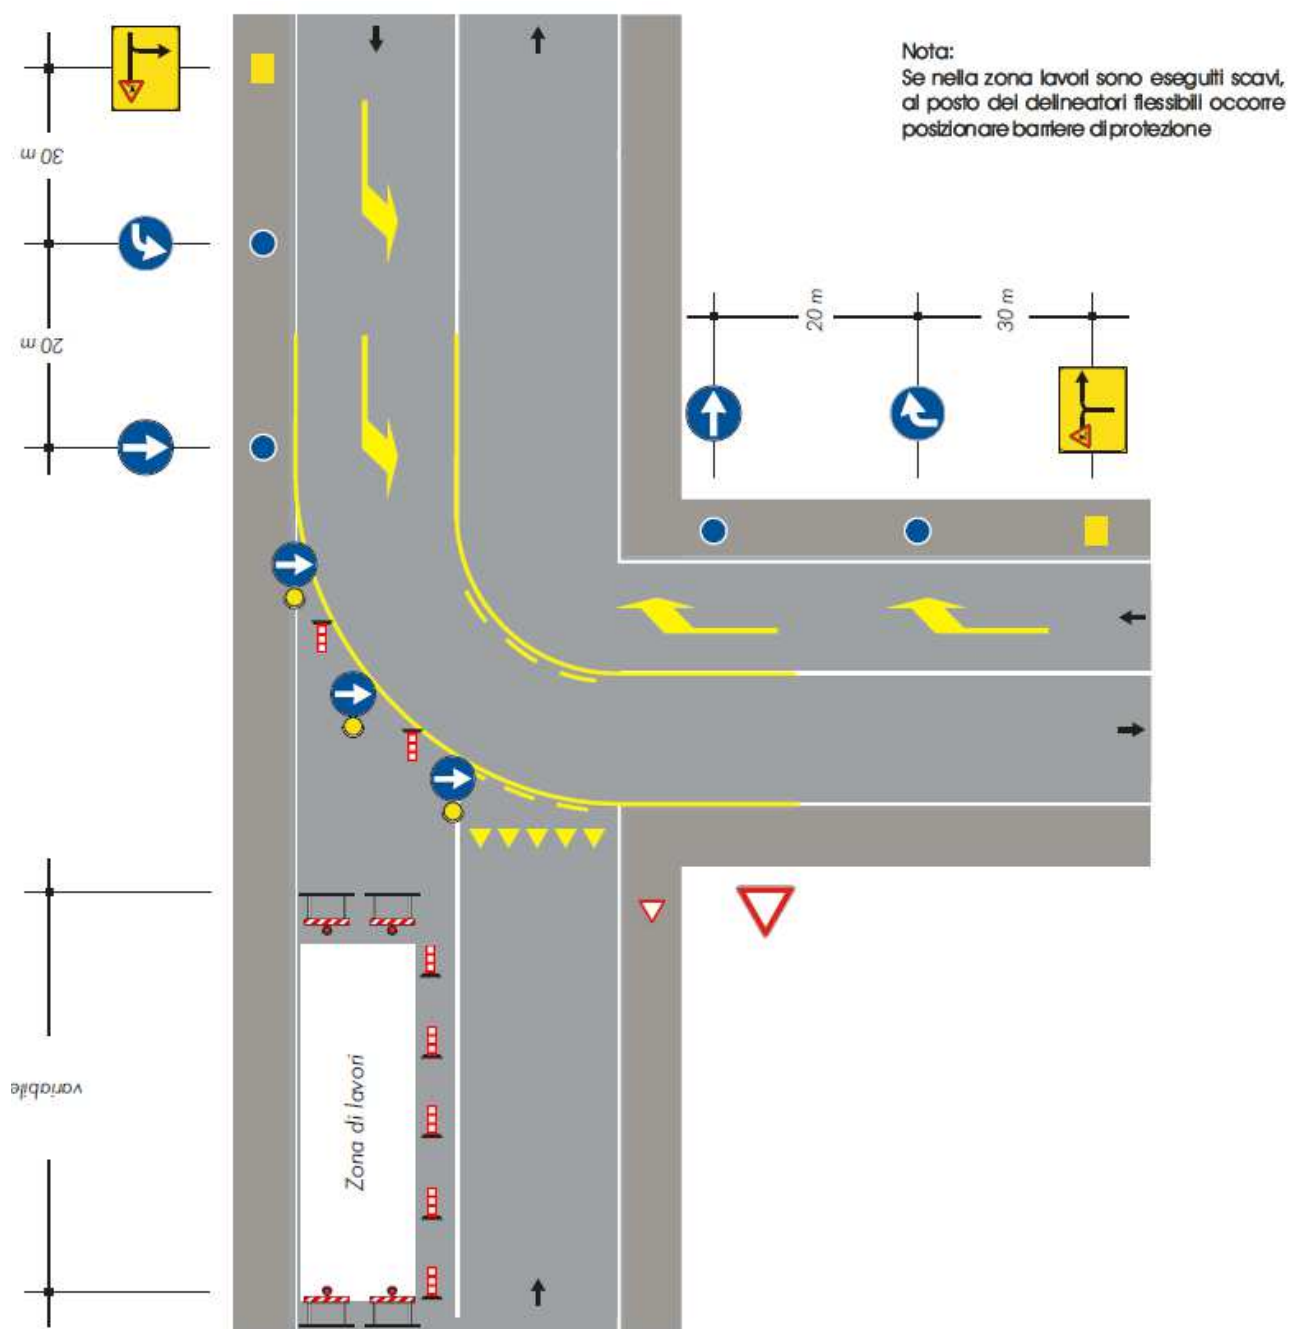 Nota:
Se nella zona lavori sono eseguiti scavi,
al posto dei delineatori flessibili occorre
posizionare barriere di protezione
30 m
20 m
20 m
30 m
variabile
Zona di lavori